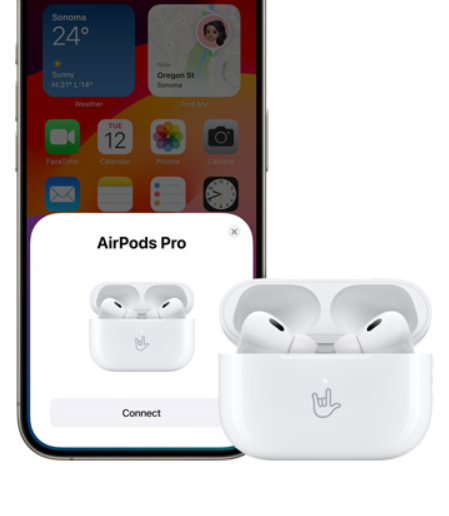 Sonoma
24°
Sunny
H:31° L:14°
Weather
Now
Oregon St
Sonoma
Find My
FaceTime
TUE
12
Calendar
Photos
Camera
AirPods Pro
Connect